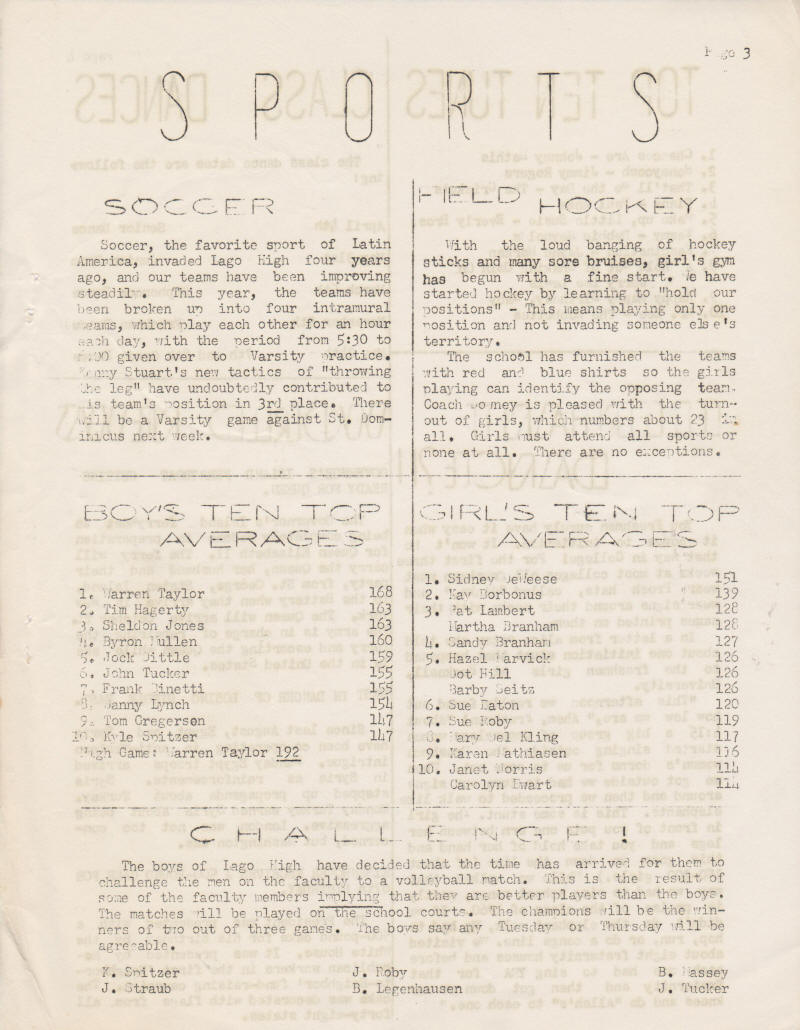 Page 3
SPORTS
SOCCER
Soccer, the favorite sport of Latin
America, invaded Lago High four years
ago, and our teams have been improving
steadily. This year, the teams have
been broken up into four intramural
teams, which play each other for an hour
each day, with the period from 5:30 to
given over to Varsity practice.
Stuart's new tactics of "throwing
the leg" have undoubtedly contributed to
his team's position in 3rd place. There
will be a Varsity game against St. Dom-
inicus next week.
FIELD HOCKEY
With the loud banging of hockey
sticks and many sore bruises, girl's gym
has begun with a fine start. We have
started hockey by learning to "hold our
positions" - This means playing only one
position and not invading someone else's
territory.
The school has furnished the teams
with red and blue shirts so the girls
playing can identify the opposing team.
Coach is pleased with the turn-
out of girls, which numbers about 23 in
all. Girls must attend all sports or
none at all. There are no exceptions.
BOY'S TEN TOP
AVERAGES
1. Warren Taylor 168
2. Tim Hagerty 163
3. Sheldon Jones 163
4. Byron Mullen 160
5. Jock Little 159
6. John Tucker 155
7. Frank Dinetti 155
8. Danny Lynch 154
9. Tom Gregerson 147
10. Kyle Spitzer 147
High Game: Warren Taylor 192
GIRL'S TEN TOP
AVERAGES
1. Sidney DeWeese 151
2. Kay Borbonus 139
3. Pat Lambert 128
Martha Branham 128
4. Sandy Branham 127
5. Hazel Warvick 126
Dot Hill 126
Barby Seitz 126
6. Sue Eaton 120
7. Sue Roby 119
8. Mary Del Kling 117
9. Karen Mathiasen 116
10. Janet Norris 114
Carolyn Ewart 114
CHALLENGE!
The boys of Lago High have decided that the time has arrived for them to
challenge the men on the faculty to a volleyball match. This is the result of
some of the faculty members implying that they are better players than the boys.
The matches will be played on the school courts. The champions will be the win-
ners of two out of three games. The boys say any Tuesday or Thursday will be
agreeable.
K. Spitzer J. Roby B. Massey
J. Straub B. Legenhausen J. Tucker